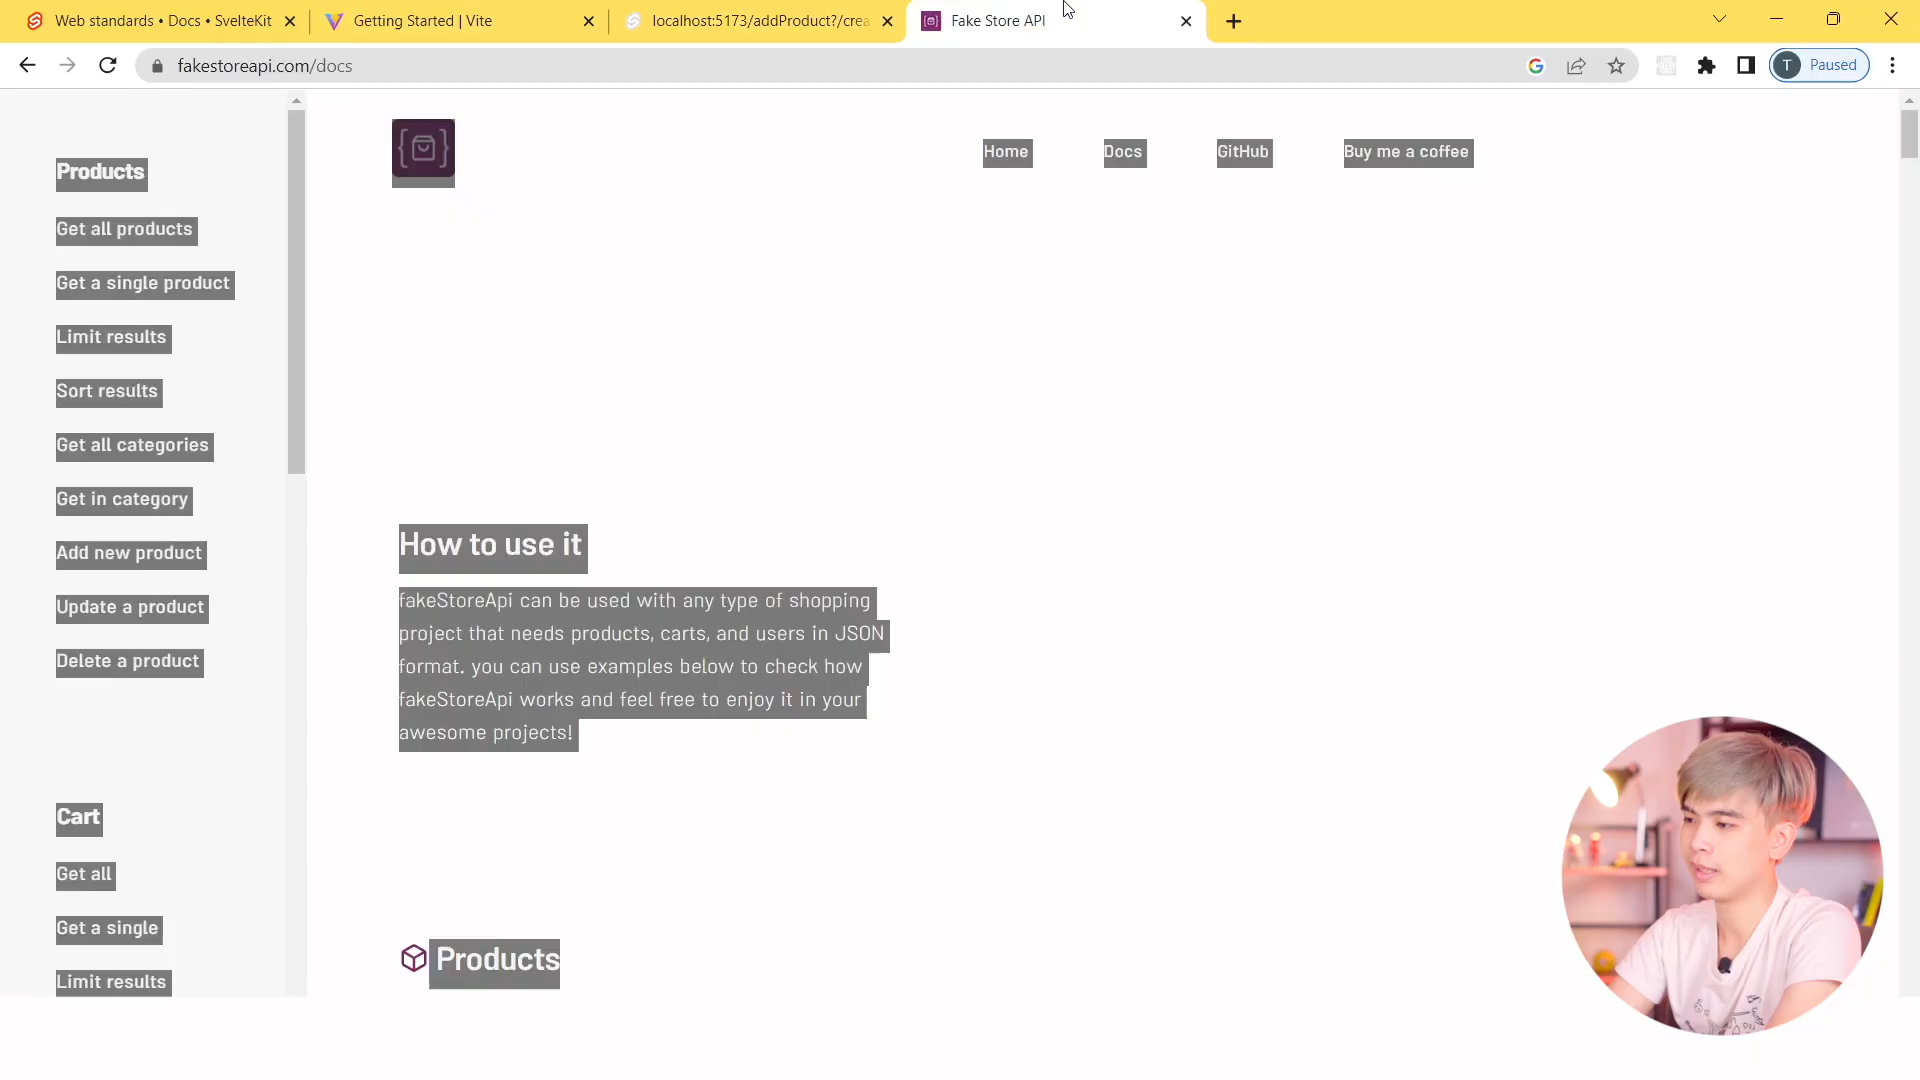 Web standards • Docs • SvelteKit
Getting Started | Vite
localhost:5173/addProduct?/crea
Fake Store API
fakestoreapi.com/docs
T
Paused
Products
Get all products
Get a single product
Limit results
Sort results
Get all categories
Get in category
Add new product
Update a product
Delete a product
Cart
Get all
Get a single
Limit results
Home
Docs
GitHub
Buy me a coffee
How to use it
fakeStoreApi can be used with any type of shopping
project that needs products, carts, and users in JSON
format. you can use examples below to check how
fakeStoreApi works and feel free to enjoy it in your
awesome projects!
Products